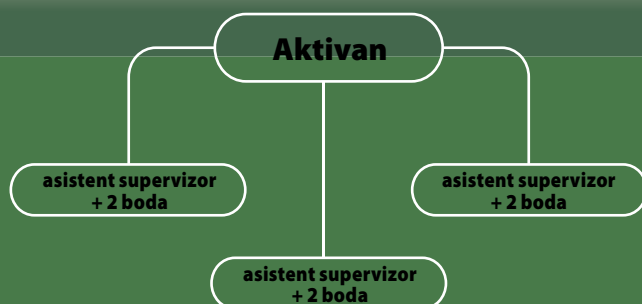 Aktivan
asistent supervizor
+ 2 boda
asistent supervizor
+ 2 boda
asistent supervizor
+ 2 boda